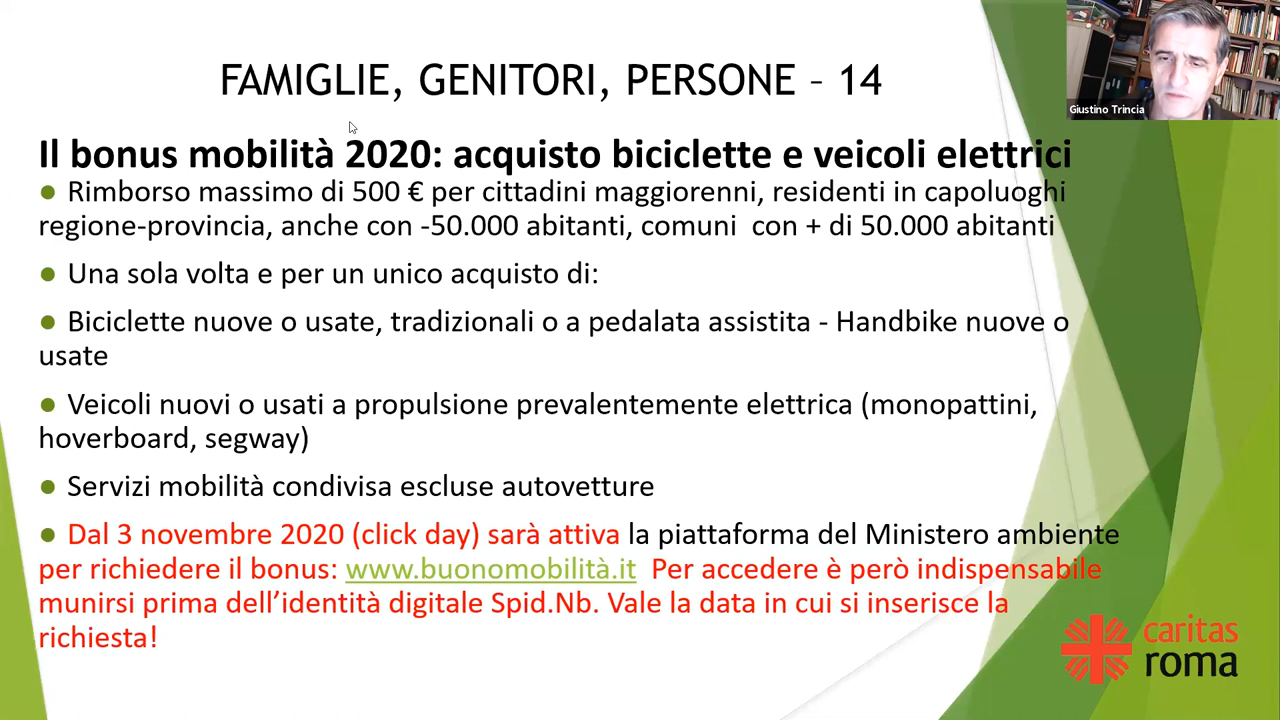 FAMIGLIE, GENITORI, PERSONE – 14
Giustino Trincia
Il bonus mobilità 2020: acquisto biciclette e veicoli elettrici
● Rimborso massimo di 500 € per cittadini maggiorenni, residenti in capoluoghi
regione-provincia, anche con -50.000 abitanti, comuni con + di 50.000 abitanti
● Una sola volta e per un unico acquisto di:
● Biciclette nuove o usate, tradizionali o a pedalata assistita - Handbike nuove o
usate
● Veicoli nuovi o usati a propulsione prevalentemente elettrica (monopattini,
hoverboard, segway)
● Servizi mobilità condivisa escluse autovetture
● Dal 3 novembre 2020 (click day) sarà attiva la piattaforma del Ministero ambiente
per richiedere il bonus: www.buonomobilità.it Per accedere è però indispensabile
munirsi prima dell’identità digitale Spid.Nb. Vale la data in cui si inserisce la
richiesta!
caritas
roma